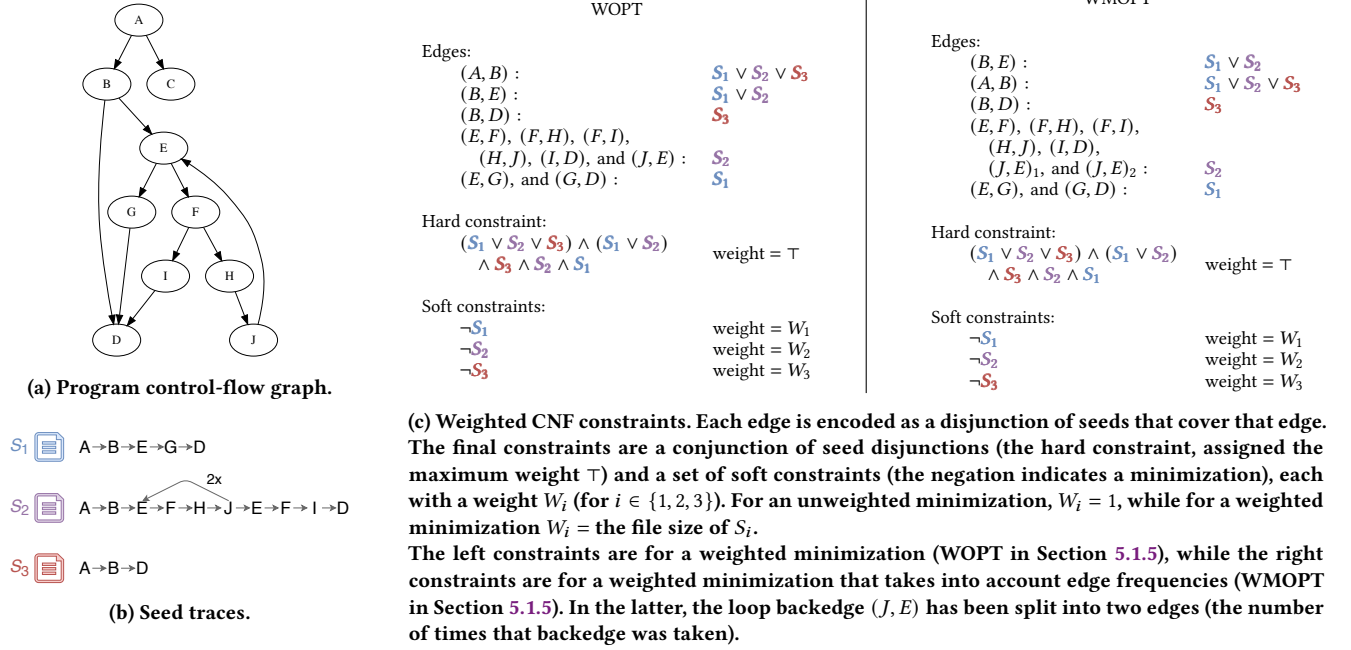 A
B
C
E
G
F
I
H
D
J
(a) Program control-flow graph.
S1 A→B→E→G→D
2x
S2 A→B→E→F→H→J→E→F→I→D
S3 A→B→D
(b) Seed traces.
WOPT
Edges:
(A, B) : S1 ∨ S2 ∨ S3
(B, E) : S1 ∨ S2
(B, D) : S3
(E, F), (F, H), (F, I),
(H, J), (I, D), and (J, E) : S2
(E, G), and (G, D) : S1
Hard constraint:
(S1 ∨ S2 ∨ S3) ∧ (S1 ∨ S2)
∧ S3 ∧ S2 ∧ S1 weight = ⊤
Soft constraints:
¬S1 weight = W1
¬S2 weight = W2
¬S3 weight = W3
WMOPT
Edges:
(B, E) : S1 ∨ S2
(A, B) : S1 ∨ S2 ∨ S3
(B, D) : S3
(E, F), (F, H), (F, I),
(H, J), (I, D),
(J, E)1, and (J, E)2 : S2
(E, G), and (G, D) : S1
Hard constraint:
(S1 ∨ S2 ∨ S3) ∧ (S1 ∨ S2)
∧ S3 ∧ S2 ∧ S1 weight = ⊤
Soft constraints:
¬S1 weight = W1
¬S2 weight = W2
¬S3 weight = W3
(c) Weighted CNF constraints. Each edge is encoded as a disjunction of seeds that cover that edge.
The final constraints are a conjunction of seed disjunctions (the hard constraint, assigned the
maximum weight ⊤) and a set of soft constraints (the negation indicates a minimization), each
with a weight Wi (for i ∈ {1, 2, 3}). For an unweighted minimization, Wi = 1, while for a weighted
minimization Wi = the file size of Si.
The left constraints are for a weighted minimization (WOPT in Section 5.1.5), while the right
constraints are for a weighted minimization that takes into account edge frequencies (WMOPT
in Section 5.1.5). In the latter, the loop backedge (J, E) has been split into two edges (the number
of times that backedge was taken).